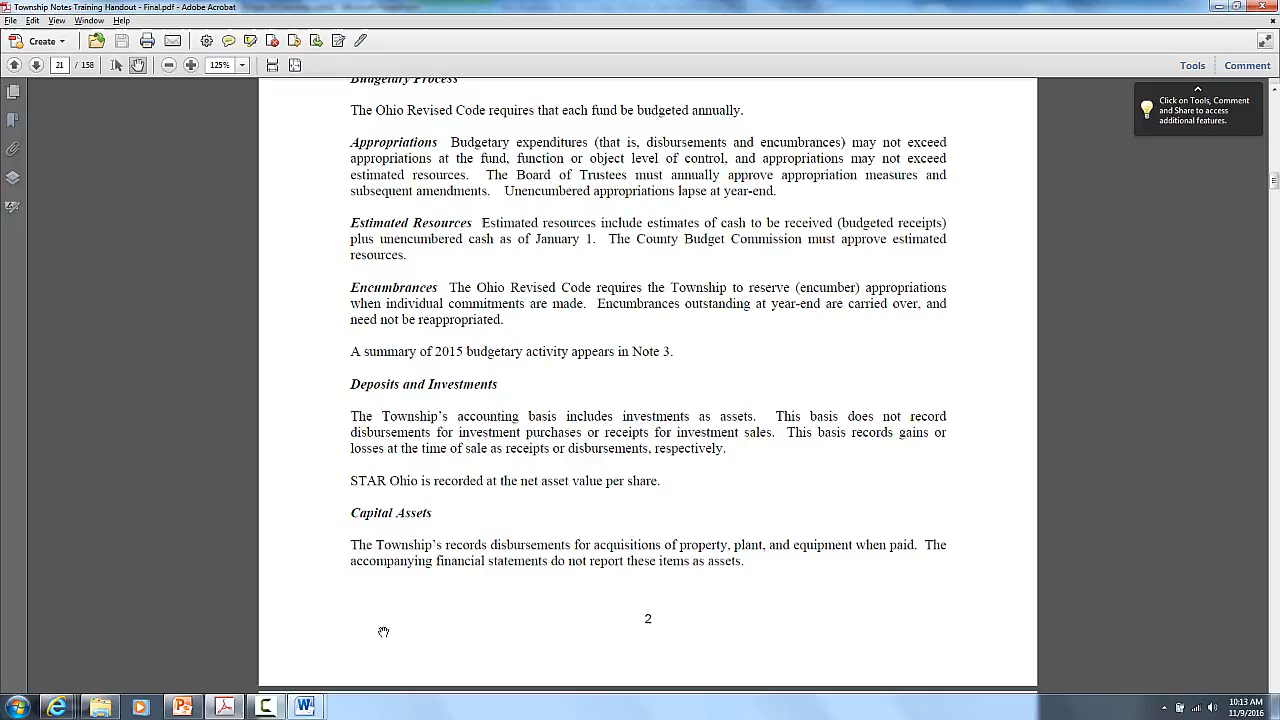 Township Notes Training Handout - Final.pdf - Adobe Acrobat
File Edit View Window Help
Create
21 / 158 125% Tools Comment
Click on Tools, Comment
and Share to access
additional features.
Budgetary Process
The Ohio Revised Code requires that each fund be budgeted annually.
Appropriations Budgetary expenditures (that is, disbursements and encumbrances) may not exceed
appropriations at the fund, function or object level of control, and appropriations may not exceed
estimated resources. The Board of Trustees must annually approve appropriation measures and
subsequent amendments. Unencumbered appropriations lapse at year-end.
Estimated Resources Estimated resources include estimates of cash to be received (budgeted receipts)
plus unencumbered cash as of January 1. The County Budget Commission must approve estimated
resources.
Encumbrances The Ohio Revised Code requires the Township to reserve (encumber) appropriations
when individual commitments are made. Encumbrances outstanding at year-end are carried over, and
need not be reappropriated.
A summary of 2015 budgetary activity appears in Note 3.
Deposits and Investments
The Township's accounting basis includes investments as assets. This basis does not record
disbursements for investment purchases or receipts for investment sales. This basis records gains or
losses at the time of sale as receipts or disbursements, respectively.
STAR Ohio is recorded at the net asset value per share.
Capital Assets
The Township's records disbursements for acquisitions of property, plant, and equipment when paid. The
accompanying financial statements do not report these items as assets.
2
10:13 AM
11/9/2016